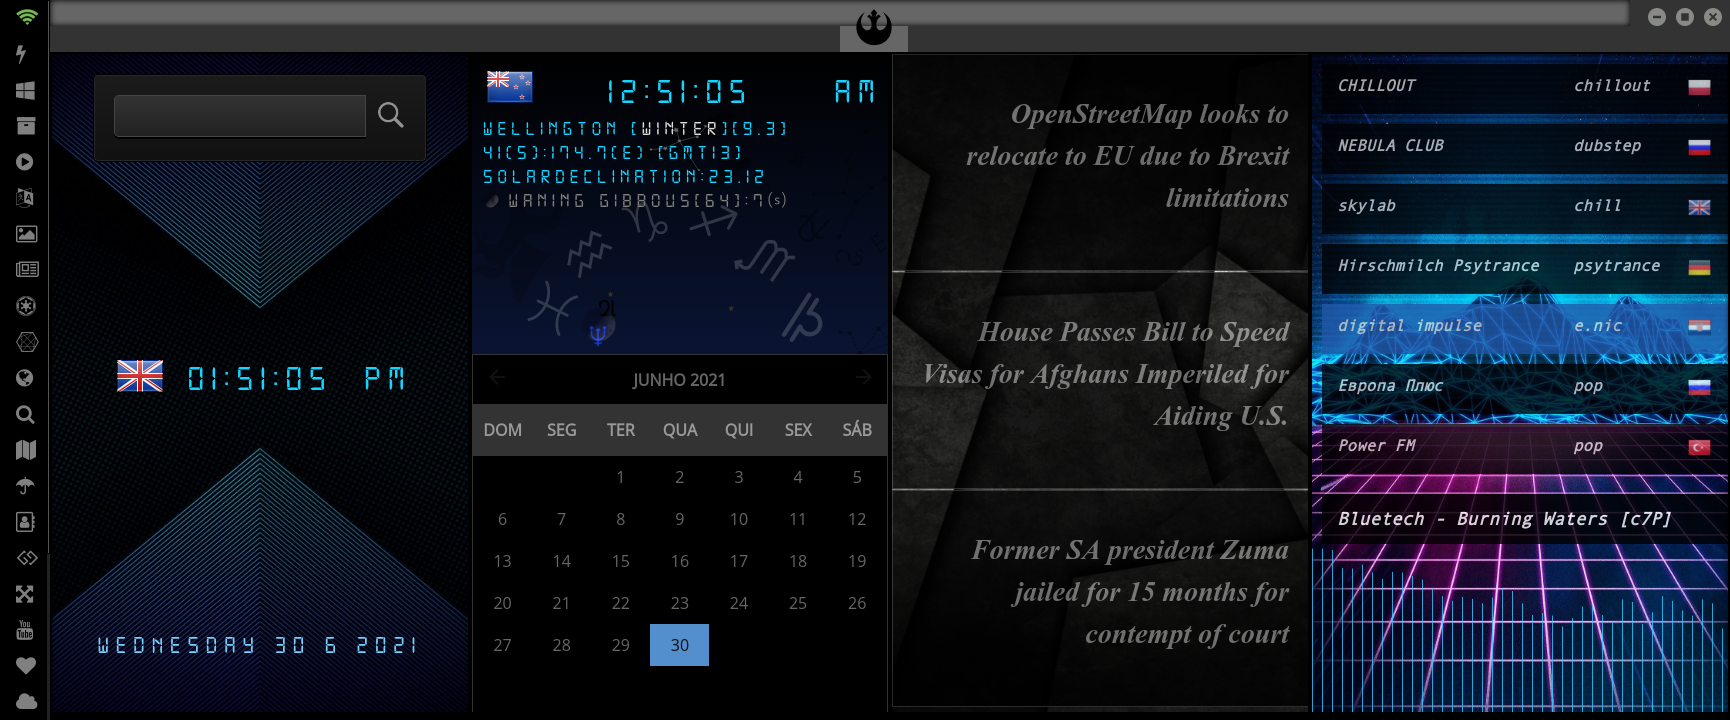 01:51:05 PM
WEDNESDAY 30 6 2021
12:51:05 AM
WELLINGTON [WINTER][9.3]
41(S):174.7(E) [GMT13]
SOLARDECLINATION:23.12
WANING GIBBOUS[64]:7(s)
JUNHO 2021
DOM SEG TER QUA QUI SEX SÁB
1 2 3 4 5
6 7 8 9 10 11 12
13 14 15 16 17 18 19
20 21 22 23 24 25 26
27 28 29 30
OpenStreetMap looks to
relocate to EU due to Brexit
limitations
House Passes Bill to Speed
Visas for Afghans Imperiled for
Aiding U.S.
Former SA president Zuma
jailed for 15 months for
contempt of court
CHILLOUT chillout
NEBULA CLUB dubstep
skylab chill
Hirschmilch Psytrance psytrance
digital impulse e.nic
Европа Плюс pop
Power FM pop
Bluetech - Burning Waters [c7P]
You
Tube